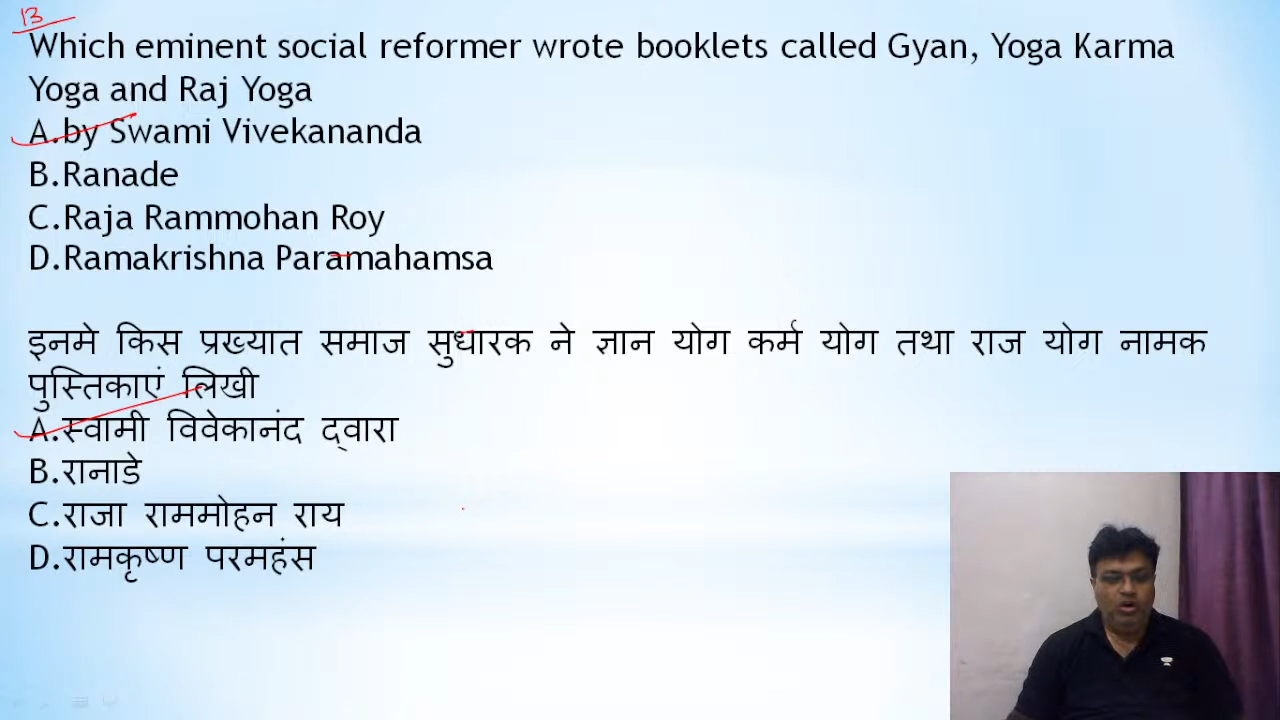 13
Which eminent social reformer wrote booklets called Gyan, Yoga Karma
Yoga and Raj Yoga
A.by Swami Vivekananda
B.Ranade
C.Raja Rammohan Roy
D.Ramakrishna Paramahamsa
इनमे किस प्रख्यात समाज सुधारक ने ज्ञान योग कर्म योग तथा राज योग नामक
पुस्तिकाएं लिखी
A.स्वामी विवेकानंद द्वारा
B.रानाडे
C.राजा राममोहन राय
D.रामकृष्ण परमहंस